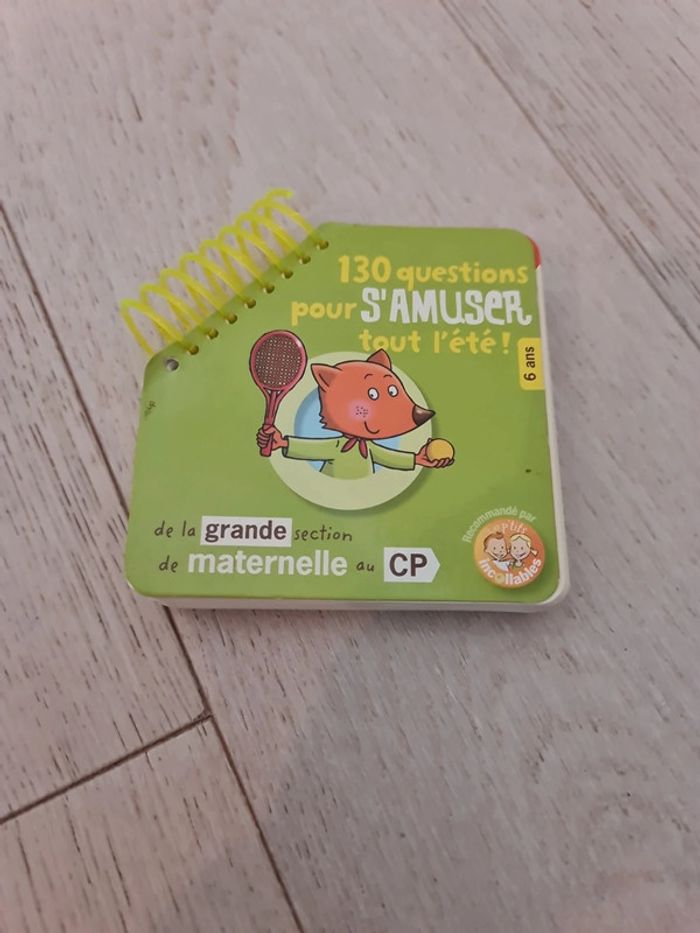 130 questions
pour S'AMUSER
tout l'été !
6 ans
de la grande section
de maternelle au CP
Recommandé par
p'tits
incollables